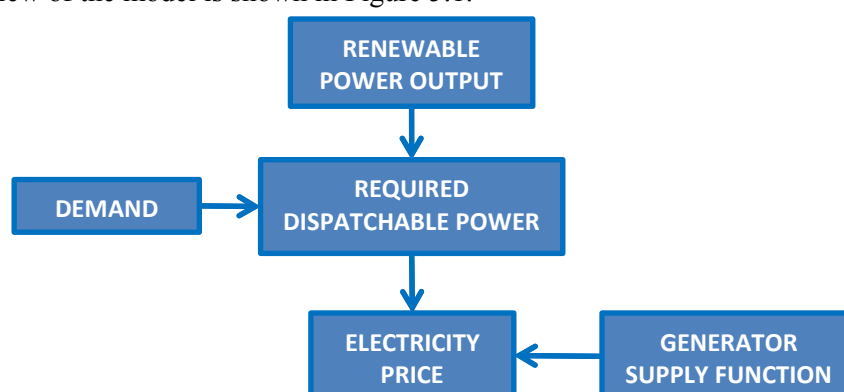 ew of the model is shown in Figure 3.1.
RENEWABLE
POWER OUTPUT
DEMAND
REQUIRED
DISPATCHABLE POWER
ELECTRICITY
PRICE
GENERATOR
SUPPLY FUNCTION